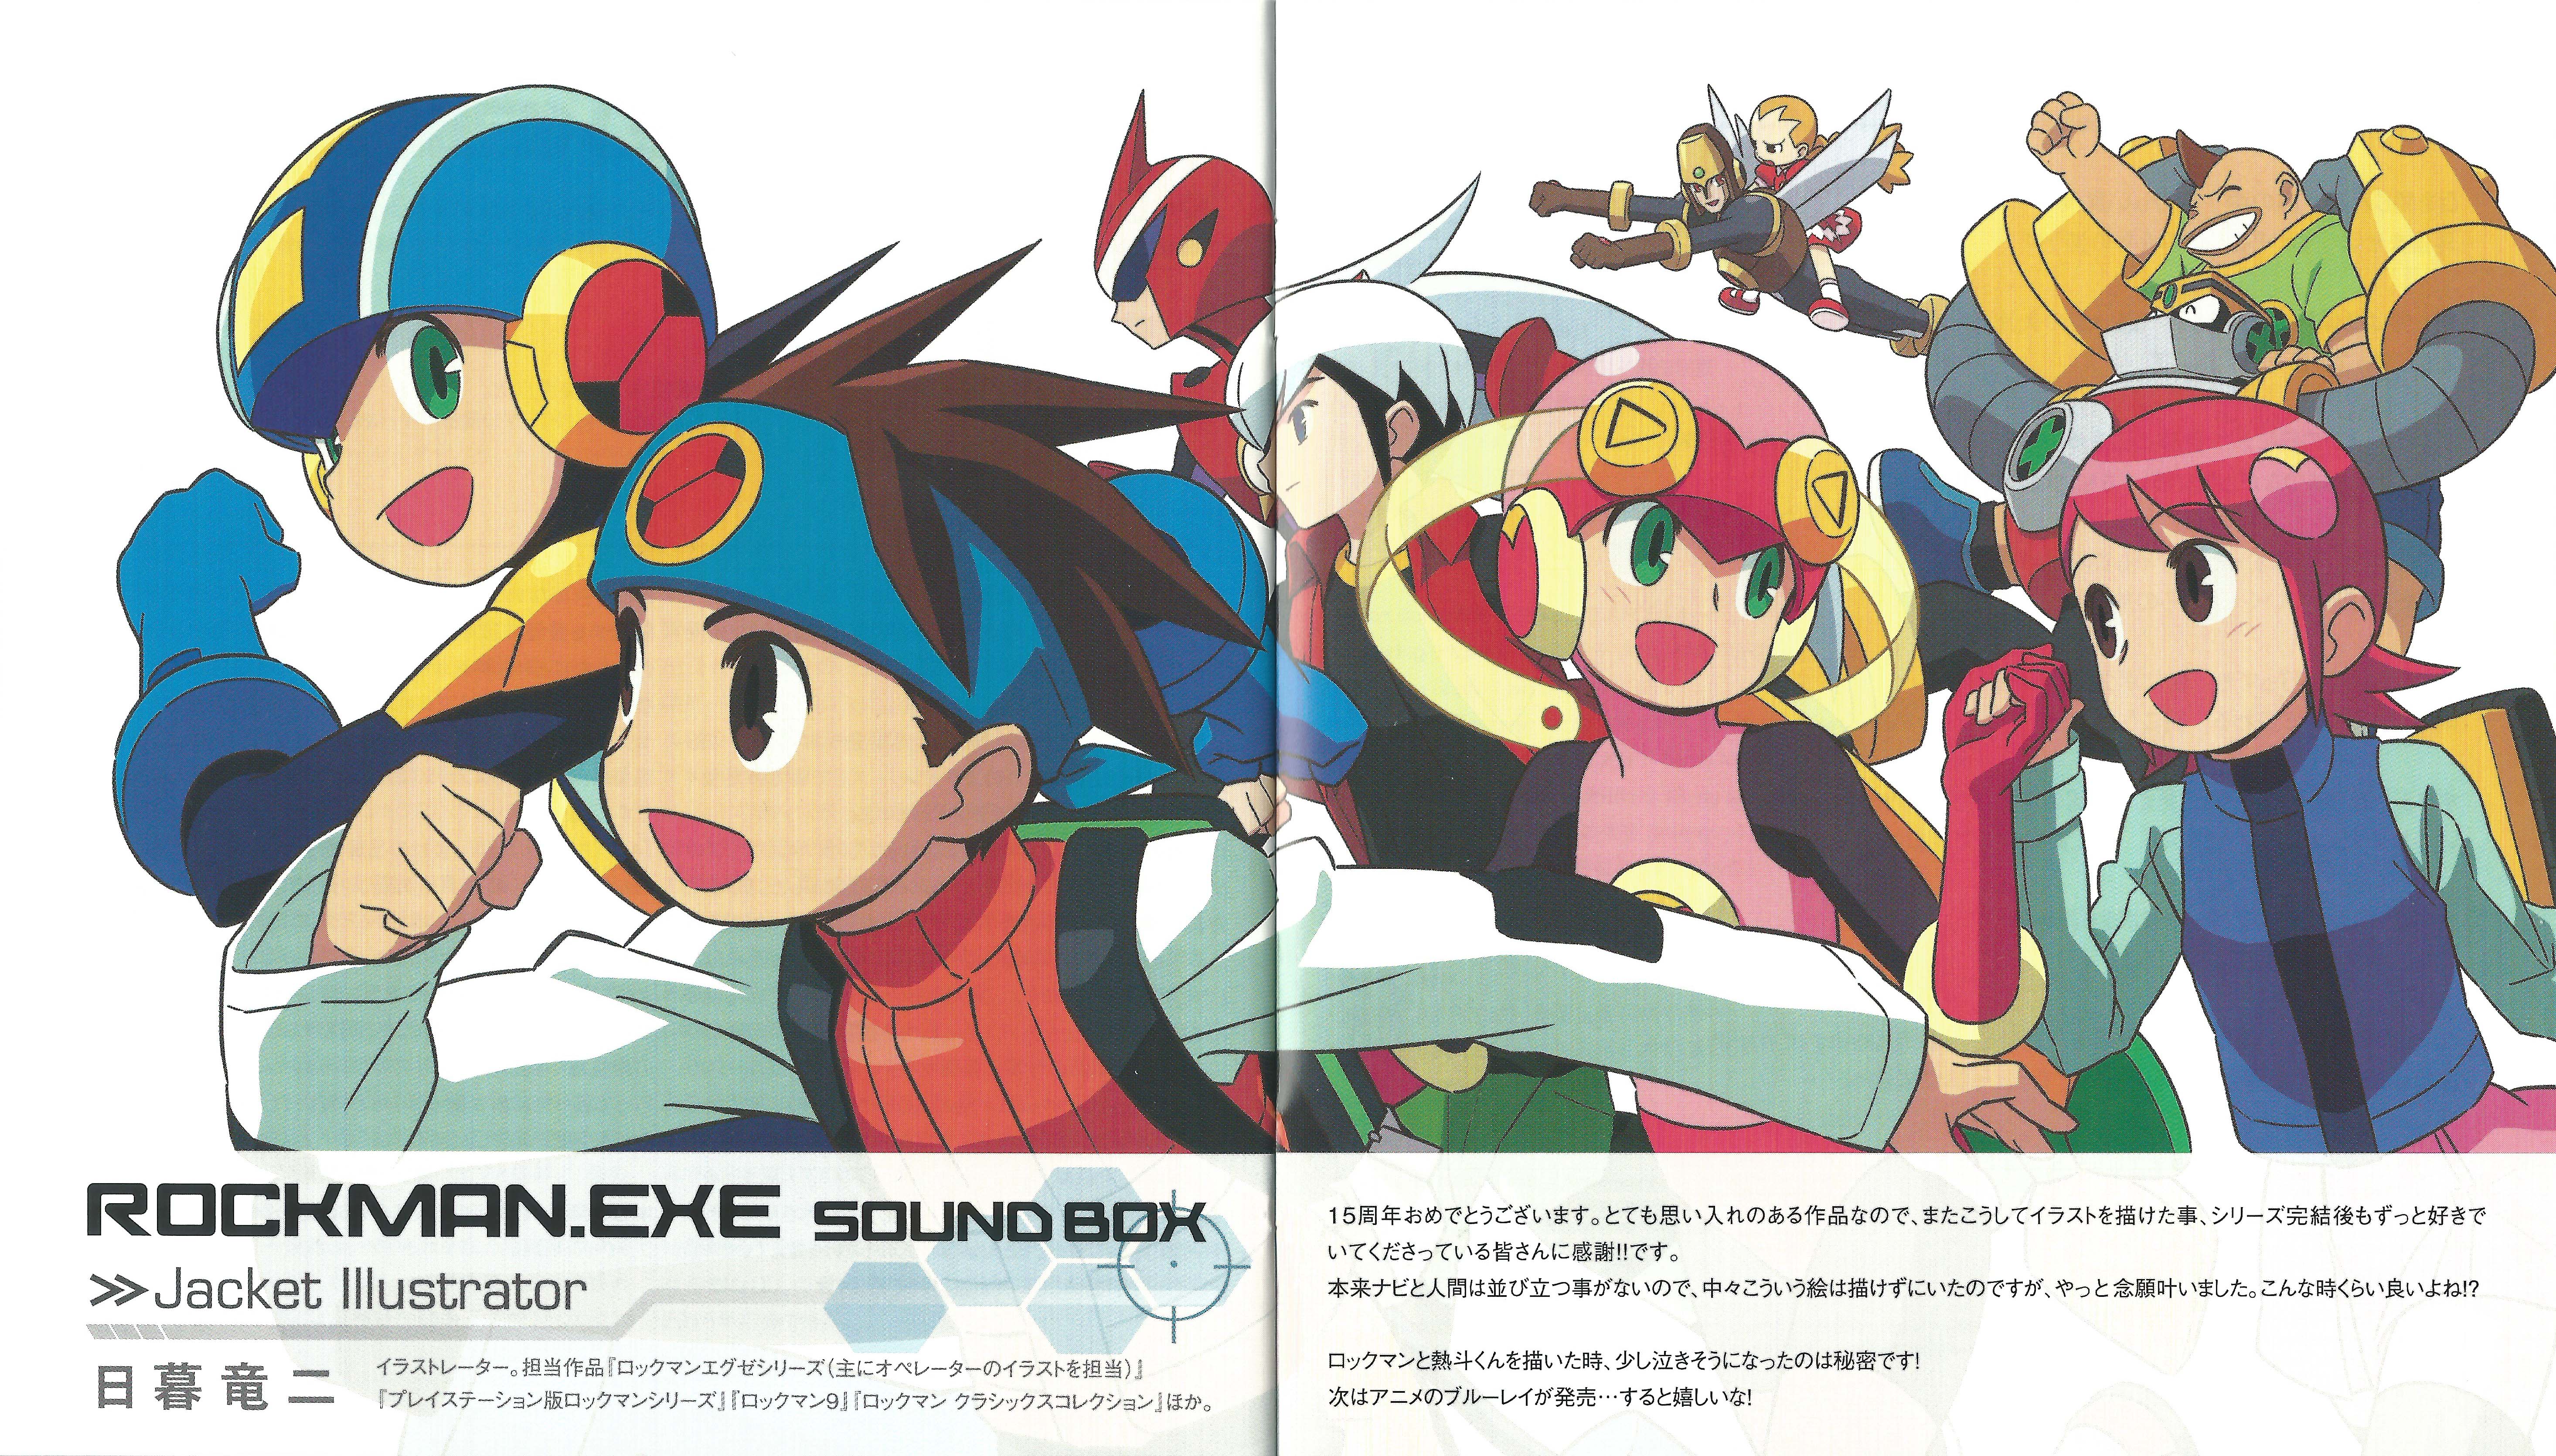 ROCKMAN.EXE SOUND BOX
≫Jacket Illustrator
日暮竜二
イラストレーター。担当作品『ロックマンエグゼシリーズ（主にオペレーターのイラストを担当）』
『プレイステーション版ロックマンシリーズ』『ロックマン9』『ロックマン クラシックスコレクション』ほか。
15周年おめでとうございます。とても思い入れのある作品なので、またこうしてイラストを描けた事、シリーズ完結後もずっと好きで
いてくださっている皆さんに感謝!!です。
本来ナビと人間は並び立つ事がないので、中々こういう絵は描けずにいたのですが、やっと念願叶いました。こんな時くらい良いよね!?
ロックマンと熱斗くんを描いた時、少し泣きそうになったのは秘密です!
次はアニメのブルーレイが発売…すると嬉しいな!